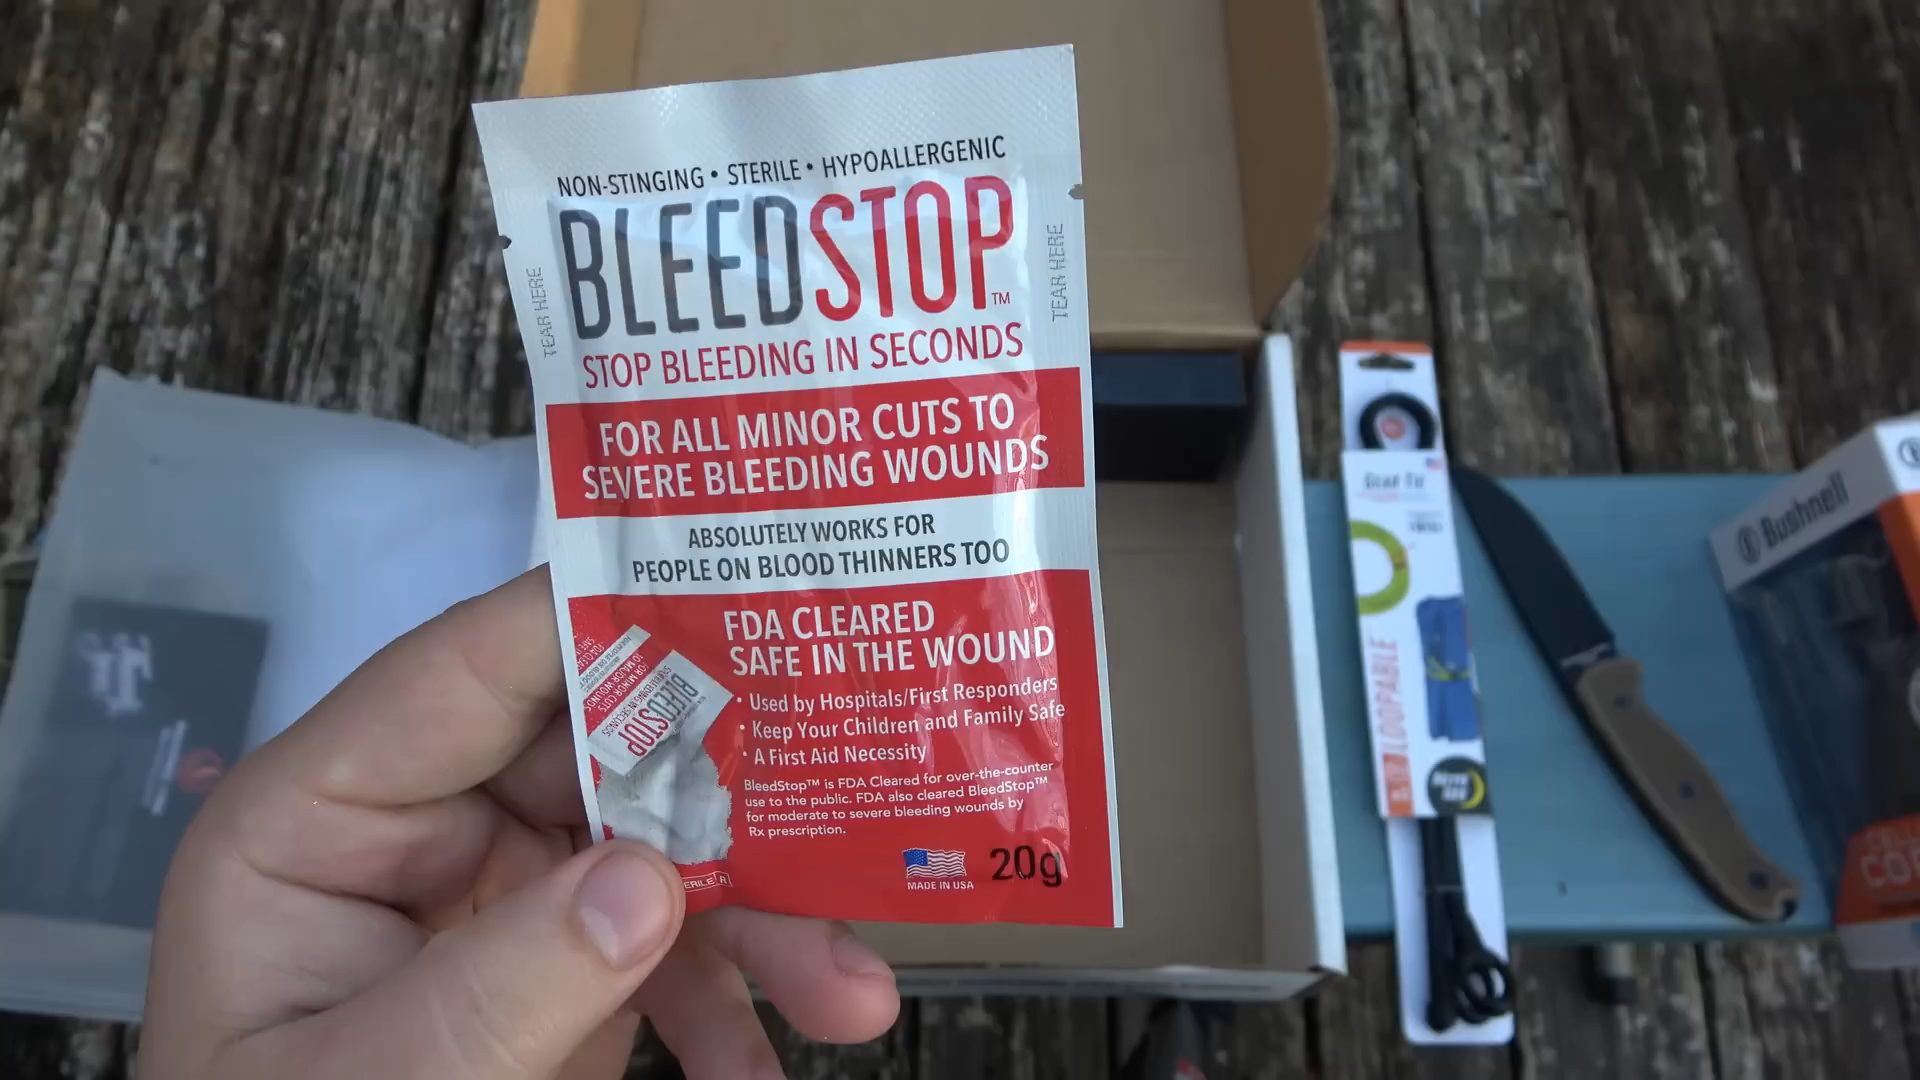 NON-STINGING • STERILE • HYPOALLERGENIC
BLEEDSTOP™
TEAR HERE
TEAR HERE
STOP BLEEDING IN SECONDS
FOR ALL MINOR CUTS TO
SEVERE BLEEDING WOUNDS
ABSOLUTELY WORKS FOR
PEOPLE ON BLOOD THINNERS TOO
FDA CLEARED
SAFE IN THE WOUND
• Used by Hospitals/First Responders
• Keep Your Children and Family Safe
• A First Aid Necessity
BleedStop™ is FDA Cleared for over-the-counter
use to the public. FDA also cleared BleedStop™
for moderate to severe bleeding wounds by
Rx prescription.
MADE IN USA
20g
BLEEDSTOP
ERILE R
Gear Tie
LOOPABLE
NITE IZE
Bushnell